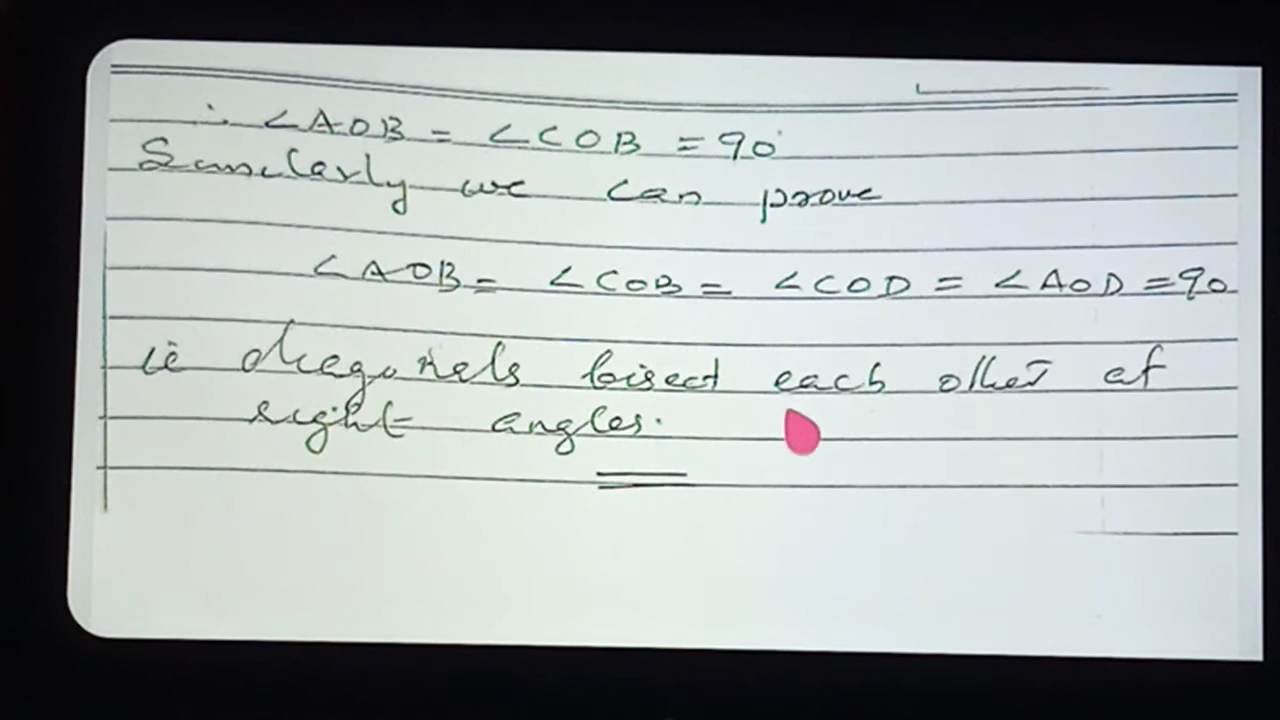 ∴ ∠AOB = ∠COB = 90°
Similarly we can prove
∠AOB = ∠COB = ∠COD = ∠AOD = 90
ie diagonals bisect each other at
right angles.